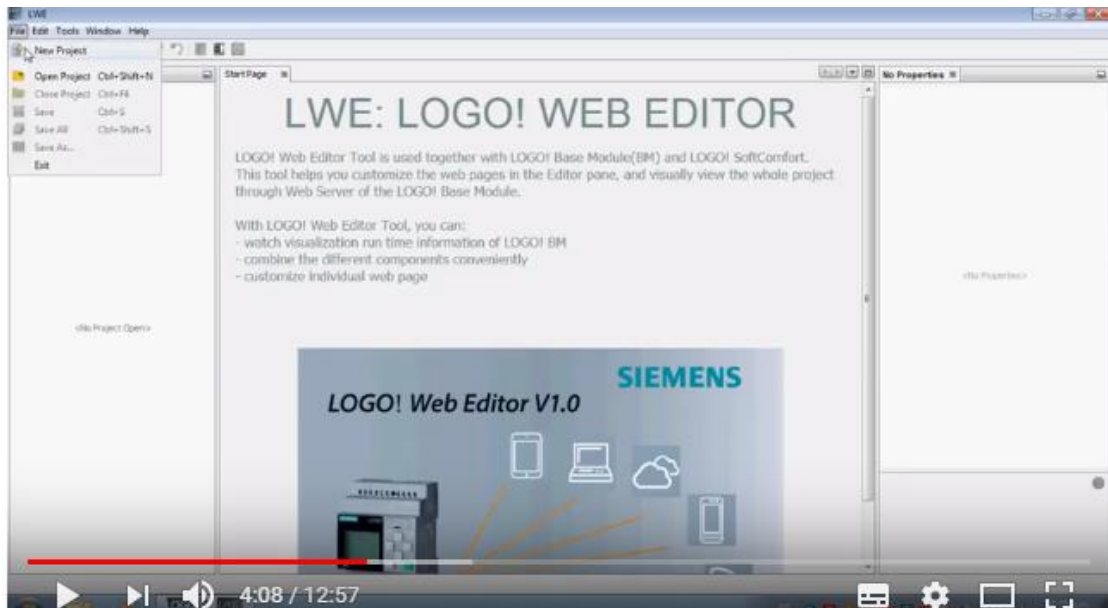 LWE
File Edit Tools Window Help
New Project
Open Project Ctrl+Shift+N
Close Project Ctrl+F4
Save Ctrl+S
Save All Ctrl+Shift+S
Save As...
Exit
Start Page
No Properties
LWE: LOGO! WEB EDITOR
LOGO! Web Editor Tool is used together with LOGO! Base Module(BM) and LOGO! SoftComfort.
This tool helps you customize the web pages in the Editor pane, and visually view the whole project
through Web Server of the LOGO! Base Module.
With LOGO! Web Editor Tool, you can:
- watch visualization run time information of LOGO! BM
- combine the different components conveniently
- customize individual web page
<No Properties>
<No Project Open>
SIEMENS
LOGO! Web Editor V1.0
4:08 / 12:57